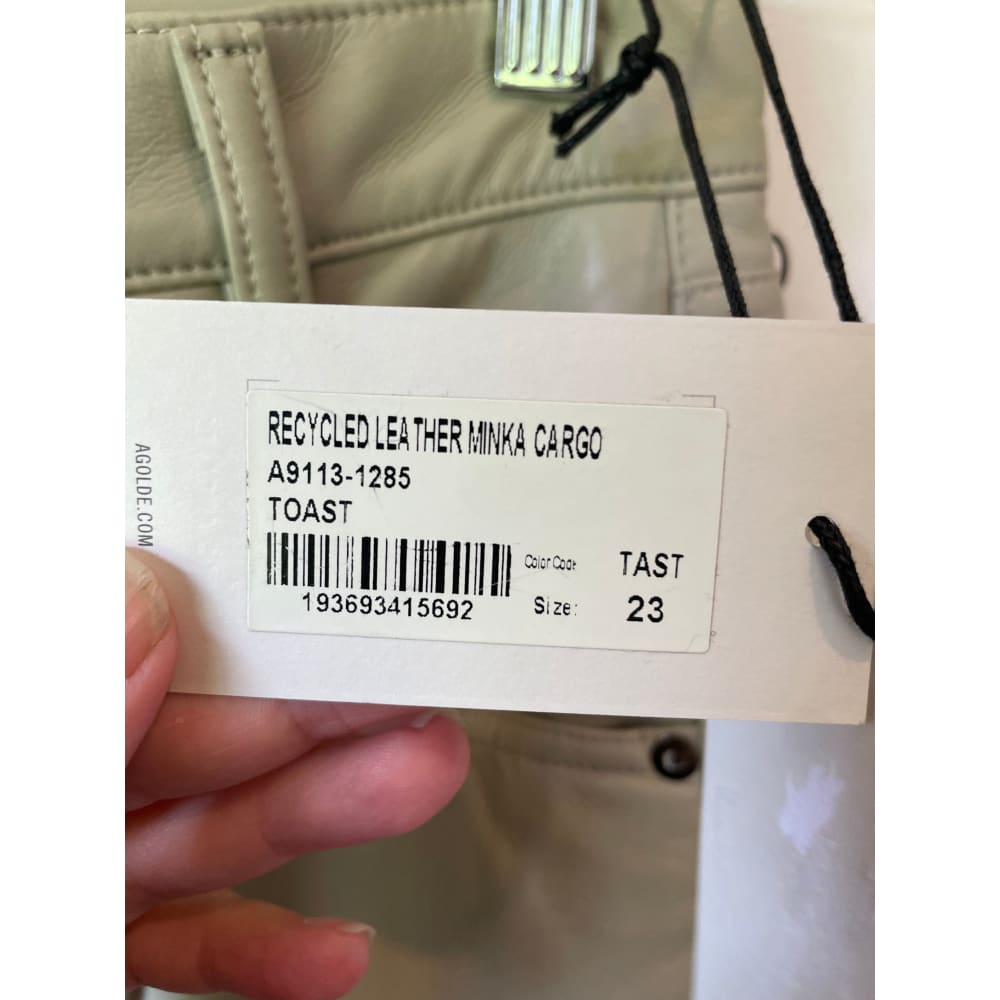 RECYCLED LEATHER MINKA CARGO
A9113-1285
TOAST
193693415692
Color Code TAST
Size: 23
AGOLDE.COM